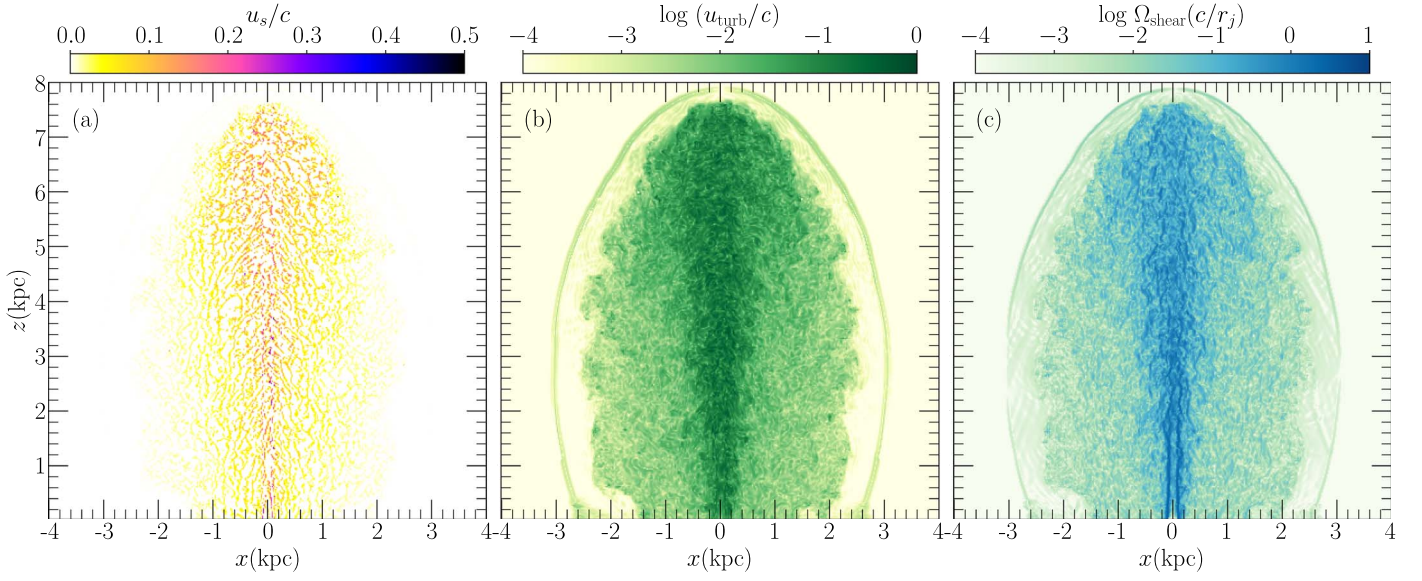 u_s/c
log (u_turb/c)
log Ω_shear(c/r_j)
0.0 0.1 0.2 0.3 0.4 0.5
−4 −3 −2 −1 0
−4 −3 −2 −1 0 1
(a)
(b)
(c)
8
7
6
5
4
3
2
1
z(kpc)
-4 -3 -2 -1 0 1 2 3 4
-4 -3 -2 -1 0 1 2 3 4
-4 -3 -2 -1 0 1 2 3 4
x(kpc)
x(kpc)
x(kpc)